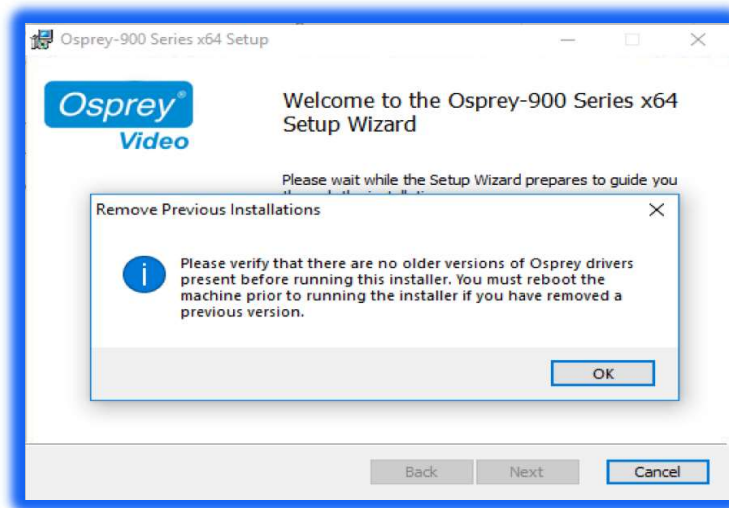 Osprey-900 Series x64 Setup
Osprey®
Video
Welcome to the Osprey-900 Series x64
Setup Wizard
Please wait while the Setup Wizard prepares to guide you
Remove Previous Installations
Please verify that there are no older versions of Osprey drivers
present before running this installer. You must reboot the
machine prior to running the installer if you have removed a
previous version.
OK
Back
Next
Cancel